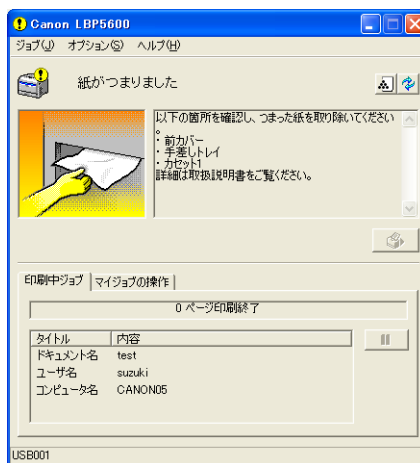 Canon LBP5600
ジョブ(J) オプション(S) ヘルプ(H)
紙がつまりました
以下の箇所を確認し、つまった紙を取り除いてください
。
・前カバー
・手差しトレイ
・カセット1
詳細は取扱説明書をご覧ください。
印刷中ジョブ マイジョブの操作
0 ページ印刷終了
タイトル 内容
ドキュメント名 test
ユーザ名 suzuki
コンピュータ名 CANON05
USB001